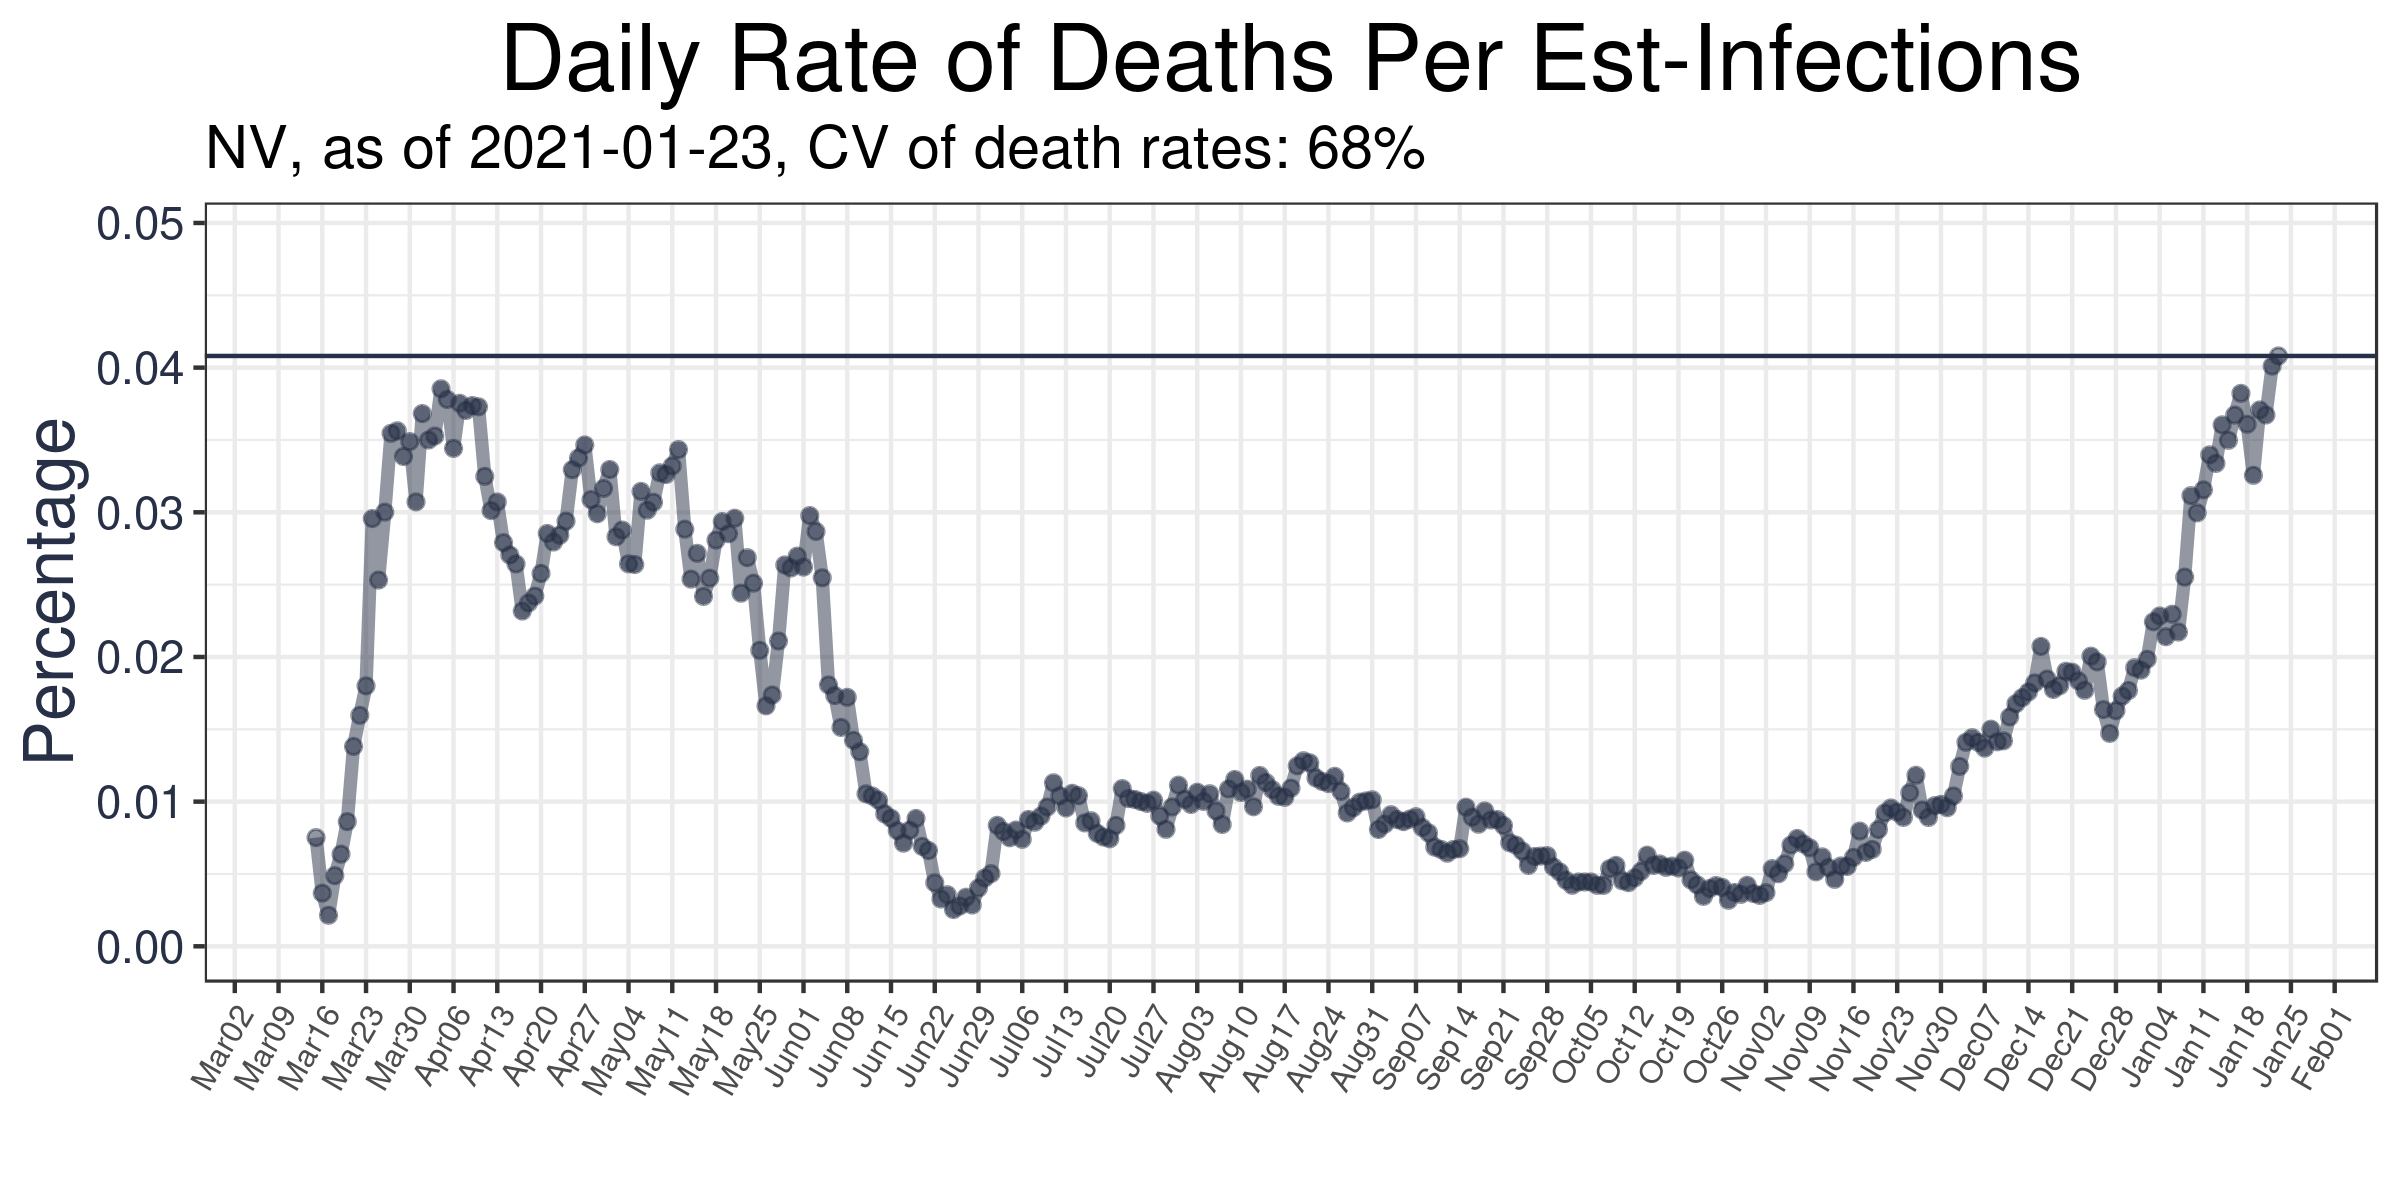 Daily Rate of Deaths Per Est-Infections
NV, as of 2021-01-23, CV of death rates: 68%
Percentage
0.05
0.04
0.03
0.02
0.01
0.00
Mar02 Mar09 Mar16 Mar23 Mar30 Apr06 Apr13 Apr20 Apr27 May04 May11 May18 May25 Jun01 Jun08 Jun15 Jun22 Jun29 Jul06 Jul13 Jul20 Jul27 Aug03 Aug10 Aug17 Aug24 Aug31 Sep07 Sep14 Sep21 Sep28 Oct05 Oct12 Oct19 Oct26 Nov02 Nov09 Nov16 Nov23 Nov30 Dec07 Dec14 Dec21 Dec28 Jan04 Jan11 Jan18 Jan25 Feb01